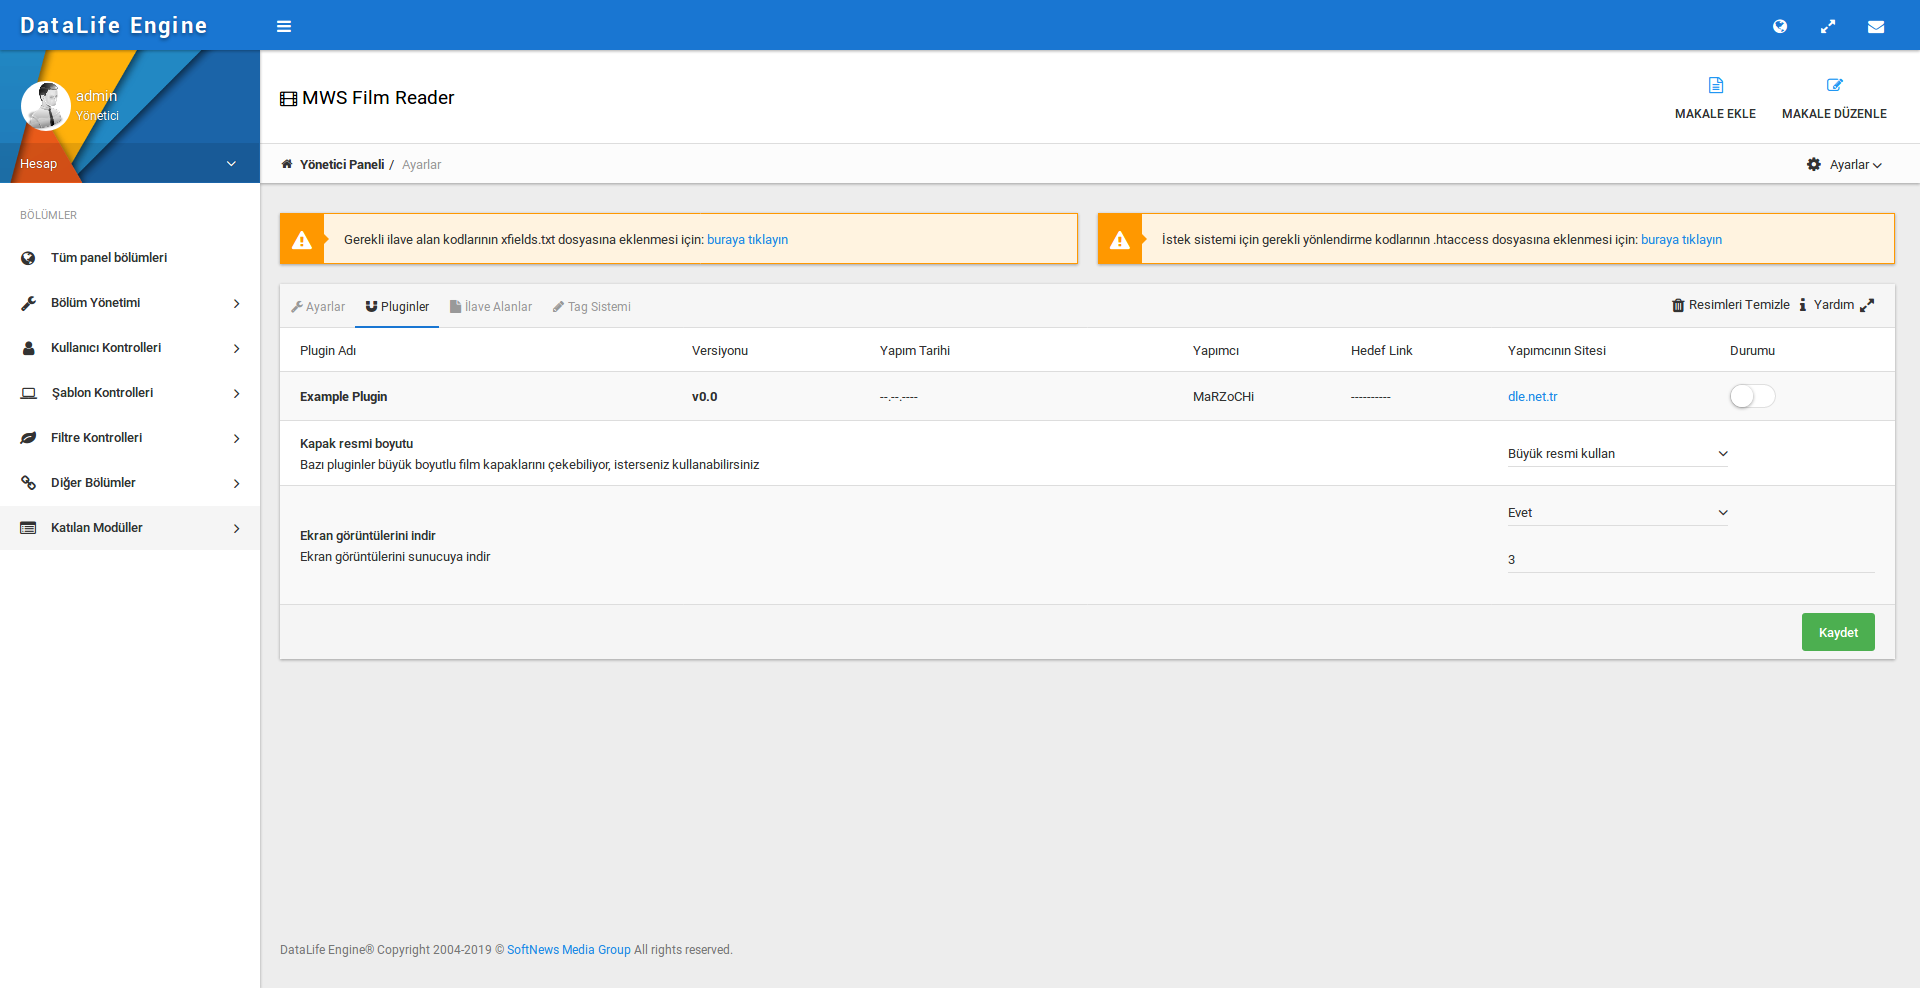 DataLife Engine
admin
Yönetici
Hesap
BÖLÜMLER
Tüm panel bölümleri
Bölüm Yönetimi
Kullanıcı Kontrolleri
Şablon Kontrolleri
Filtre Kontrolleri
Diğer Bölümler
Katılan Modüller
MWS Film Reader
MAKALE EKLE
MAKALE DÜZENLE
Yönetici Paneli / Ayarlar
Ayarlar
Gerekli ilave alan kodlarının xfields.txt dosyasına eklenmesi için: buraya tıklayın
İstek sistemi için gerekli yönlendirme kodlarının .htaccess dosyasına eklenmesi için: buraya tıklayın
Ayarlar Pluginler İlave Alanlar Tag Sistemi
Resimleri Temizle Yardım
Plugin Adı Versiyonu Yapım Tarihi Yapımcı Hedef Link Yapımcının Sitesi Durumu
Example Plugin v0.0 --.--.---- MaRZoCHi ---------- dle.net.tr
Kapak resmi boyutu
Bazı pluginler büyük boyutlu film kapaklarını çekebiliyor, isterseniz kullanabilirsiniz
Büyük resmi kullan
Ekran görüntülerini indir
Ekran görüntülerini sunucuya indir
Evet
3
Kaydet
DataLife Engine® Copyright 2004-2019 © SoftNews Media Group All rights reserved.